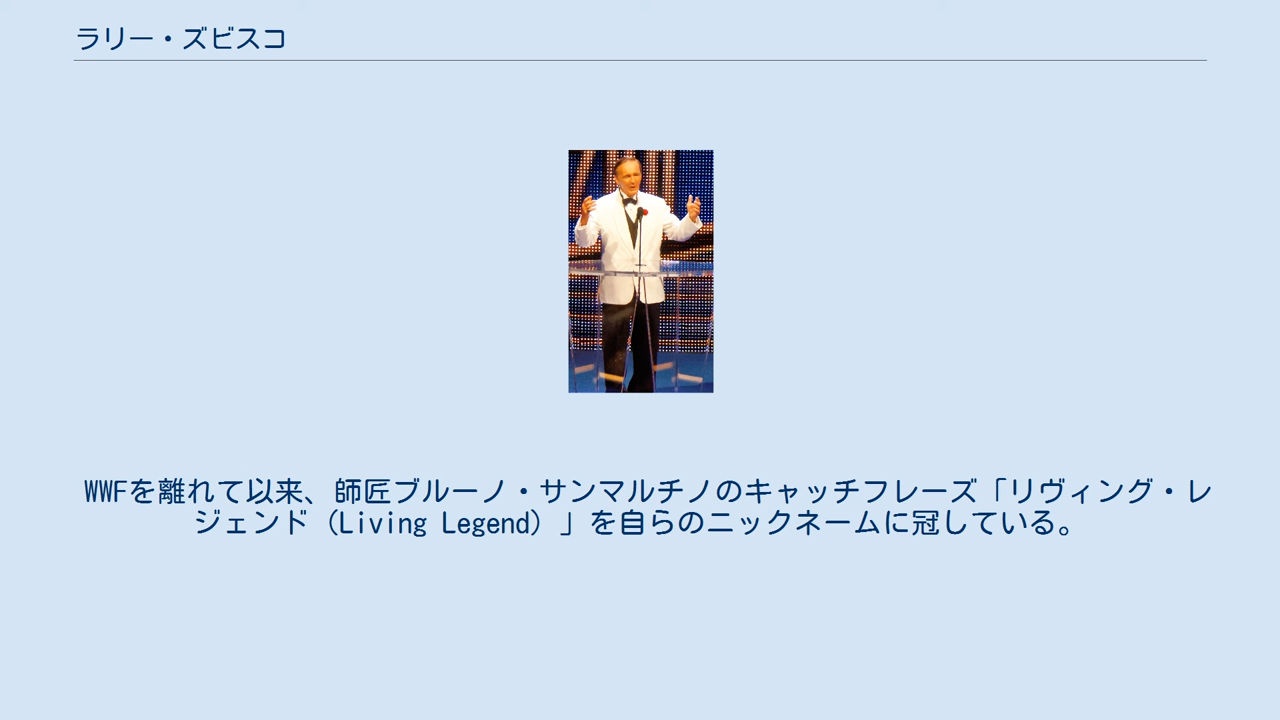 ラリー・ズビスコ
WWFを離れて以来、師匠ブルーノ・サンマルチノのキャッチフレーズ「リヴィング・レ
ジェンド（Living Legend）」を自らのニックネームに冠している。